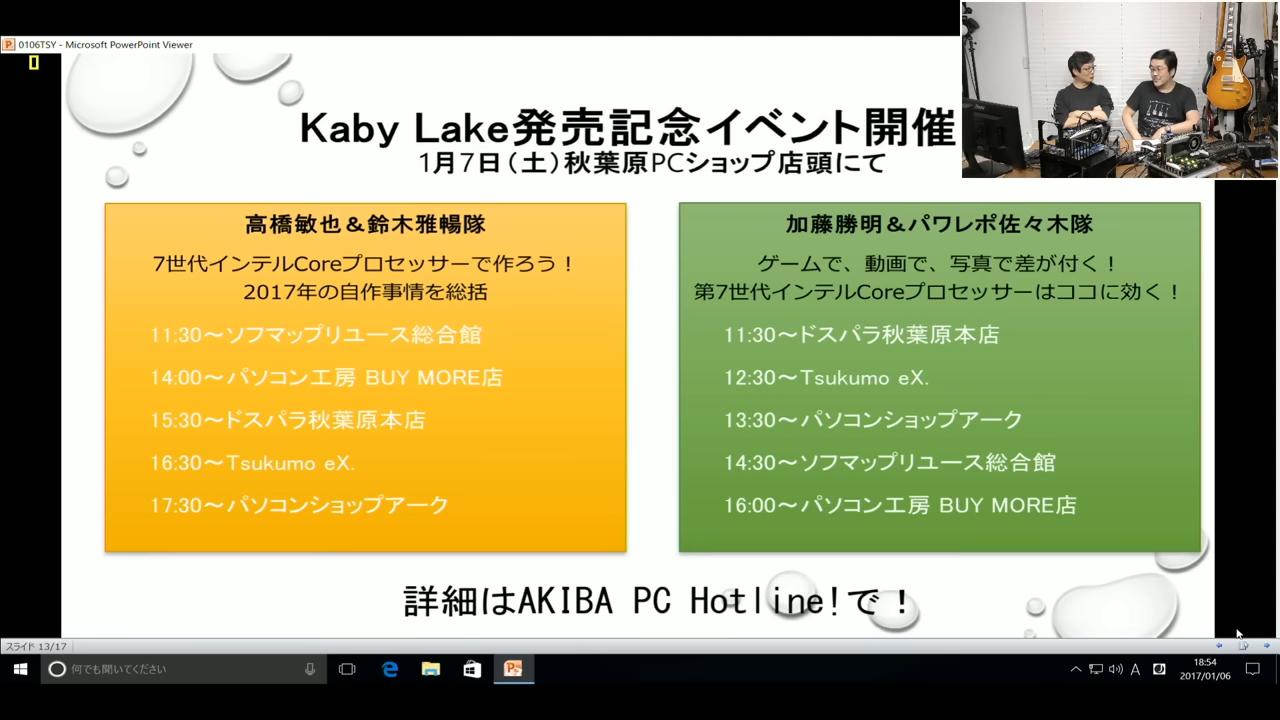 0106TSY - Microsoft PowerPoint Viewer
Kaby Lake発売記念イベント開催
1月7日(土)秋葉原PCショップ店頭にて
高橋敏也&鈴木雅暢隊
7世代インテルCoreプロセッサーで作ろう!
2017年の自作事情を総括
11:30~ソフマップリユース総合館
14:00~パソコン工房 BUY MORE店
15:30~ドスパラ秋葉原本店
16:30~Tsukumo eX.
17:30~パソコンショップアーク
加藤勝明&パワレポ佐々木隊
ゲームで、動画で、写真で差が付く!
第7世代インテルCoreプロセッサーはココに効く!
11:30~ドスパラ秋葉原本店
12:30~Tsukumo eX.
13:30~パソコンショップアーク
14:30~ソフマップリユース総合館
16:00~パソコン工房 BUY MORE店
詳細はAKIBA PC Hotline!で!
スライド 13/17
何でも聞いてください
A
18:54
2017/01/06